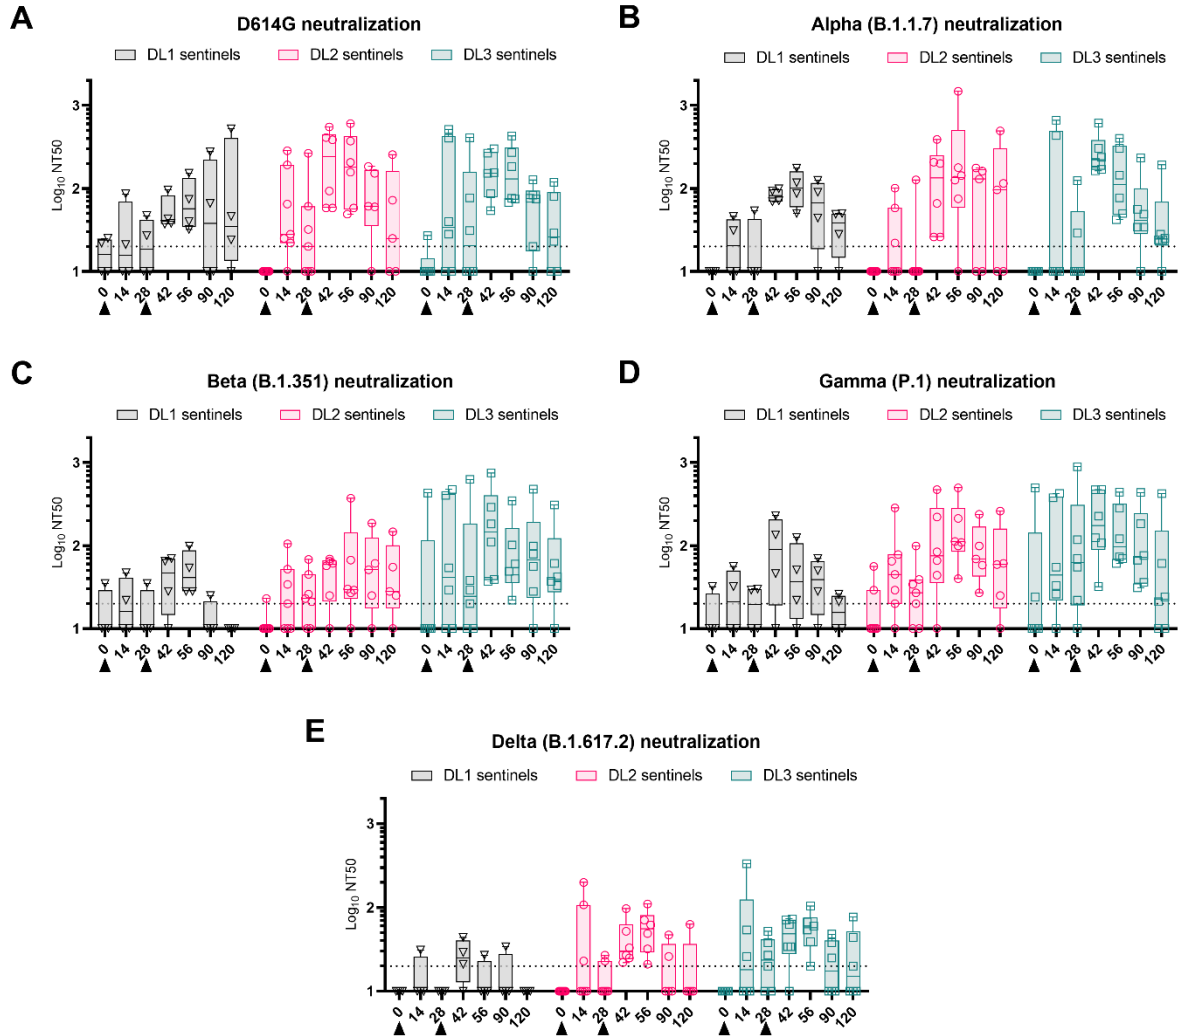 A
D614G neutralization
DL1 sentinels DL2 sentinels DL3 sentinels
Log10 NT50
3
2
1
0 14 28 42 56 90 120 0 14 28 42 56 90 120 0 14 28 42 56 90 120
B
Alpha (B.1.1.7) neutralization
DL1 sentinels DL2 sentinels DL3 sentinels
Log10 NT50
3
2
1
0 14 28 42 56 90 120 0 14 28 42 56 90 120 0 14 28 42 56 90 120
C
Beta (B.1.351) neutralization
DL1 sentinels DL2 sentinels DL3 sentinels
Log10 NT50
3
2
1
0 14 28 42 56 90 120 0 14 28 42 56 90 120 0 14 28 42 56 90 120
D
Gamma (P.1) neutralization
DL1 sentinels DL2 sentinels DL3 sentinels
Log10 NT50
3
2
1
0 14 28 42 56 90 120 0 14 28 42 56 90 120 0 14 28 42 56 90 120
E
Delta (B.1.617.2) neutralization
DL1 sentinels DL2 sentinels DL3 sentinels
Log10 NT50
3
2
1
0 14 28 42 56 90 120 0 14 28 42 56 90 120 0 14 28 42 56 90 120